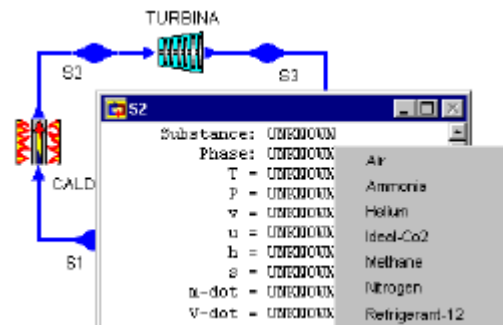 TURBINA
S2
S3
CALD
S1
S2
Substance: UNKNOWN
Phase: UNKNOWN
T = UNKNOWN
P = UNKNOWN
v = UNKNOWN
u = UNKNOWN
h = UNKNOWN
s = UNKNOWN
m-dot = UNKNOWN
V-dot = UNKNOWN
Air
Ammonia
Helium
Ideal-Co2
Methane
Nitrogen
Refrigerant-12